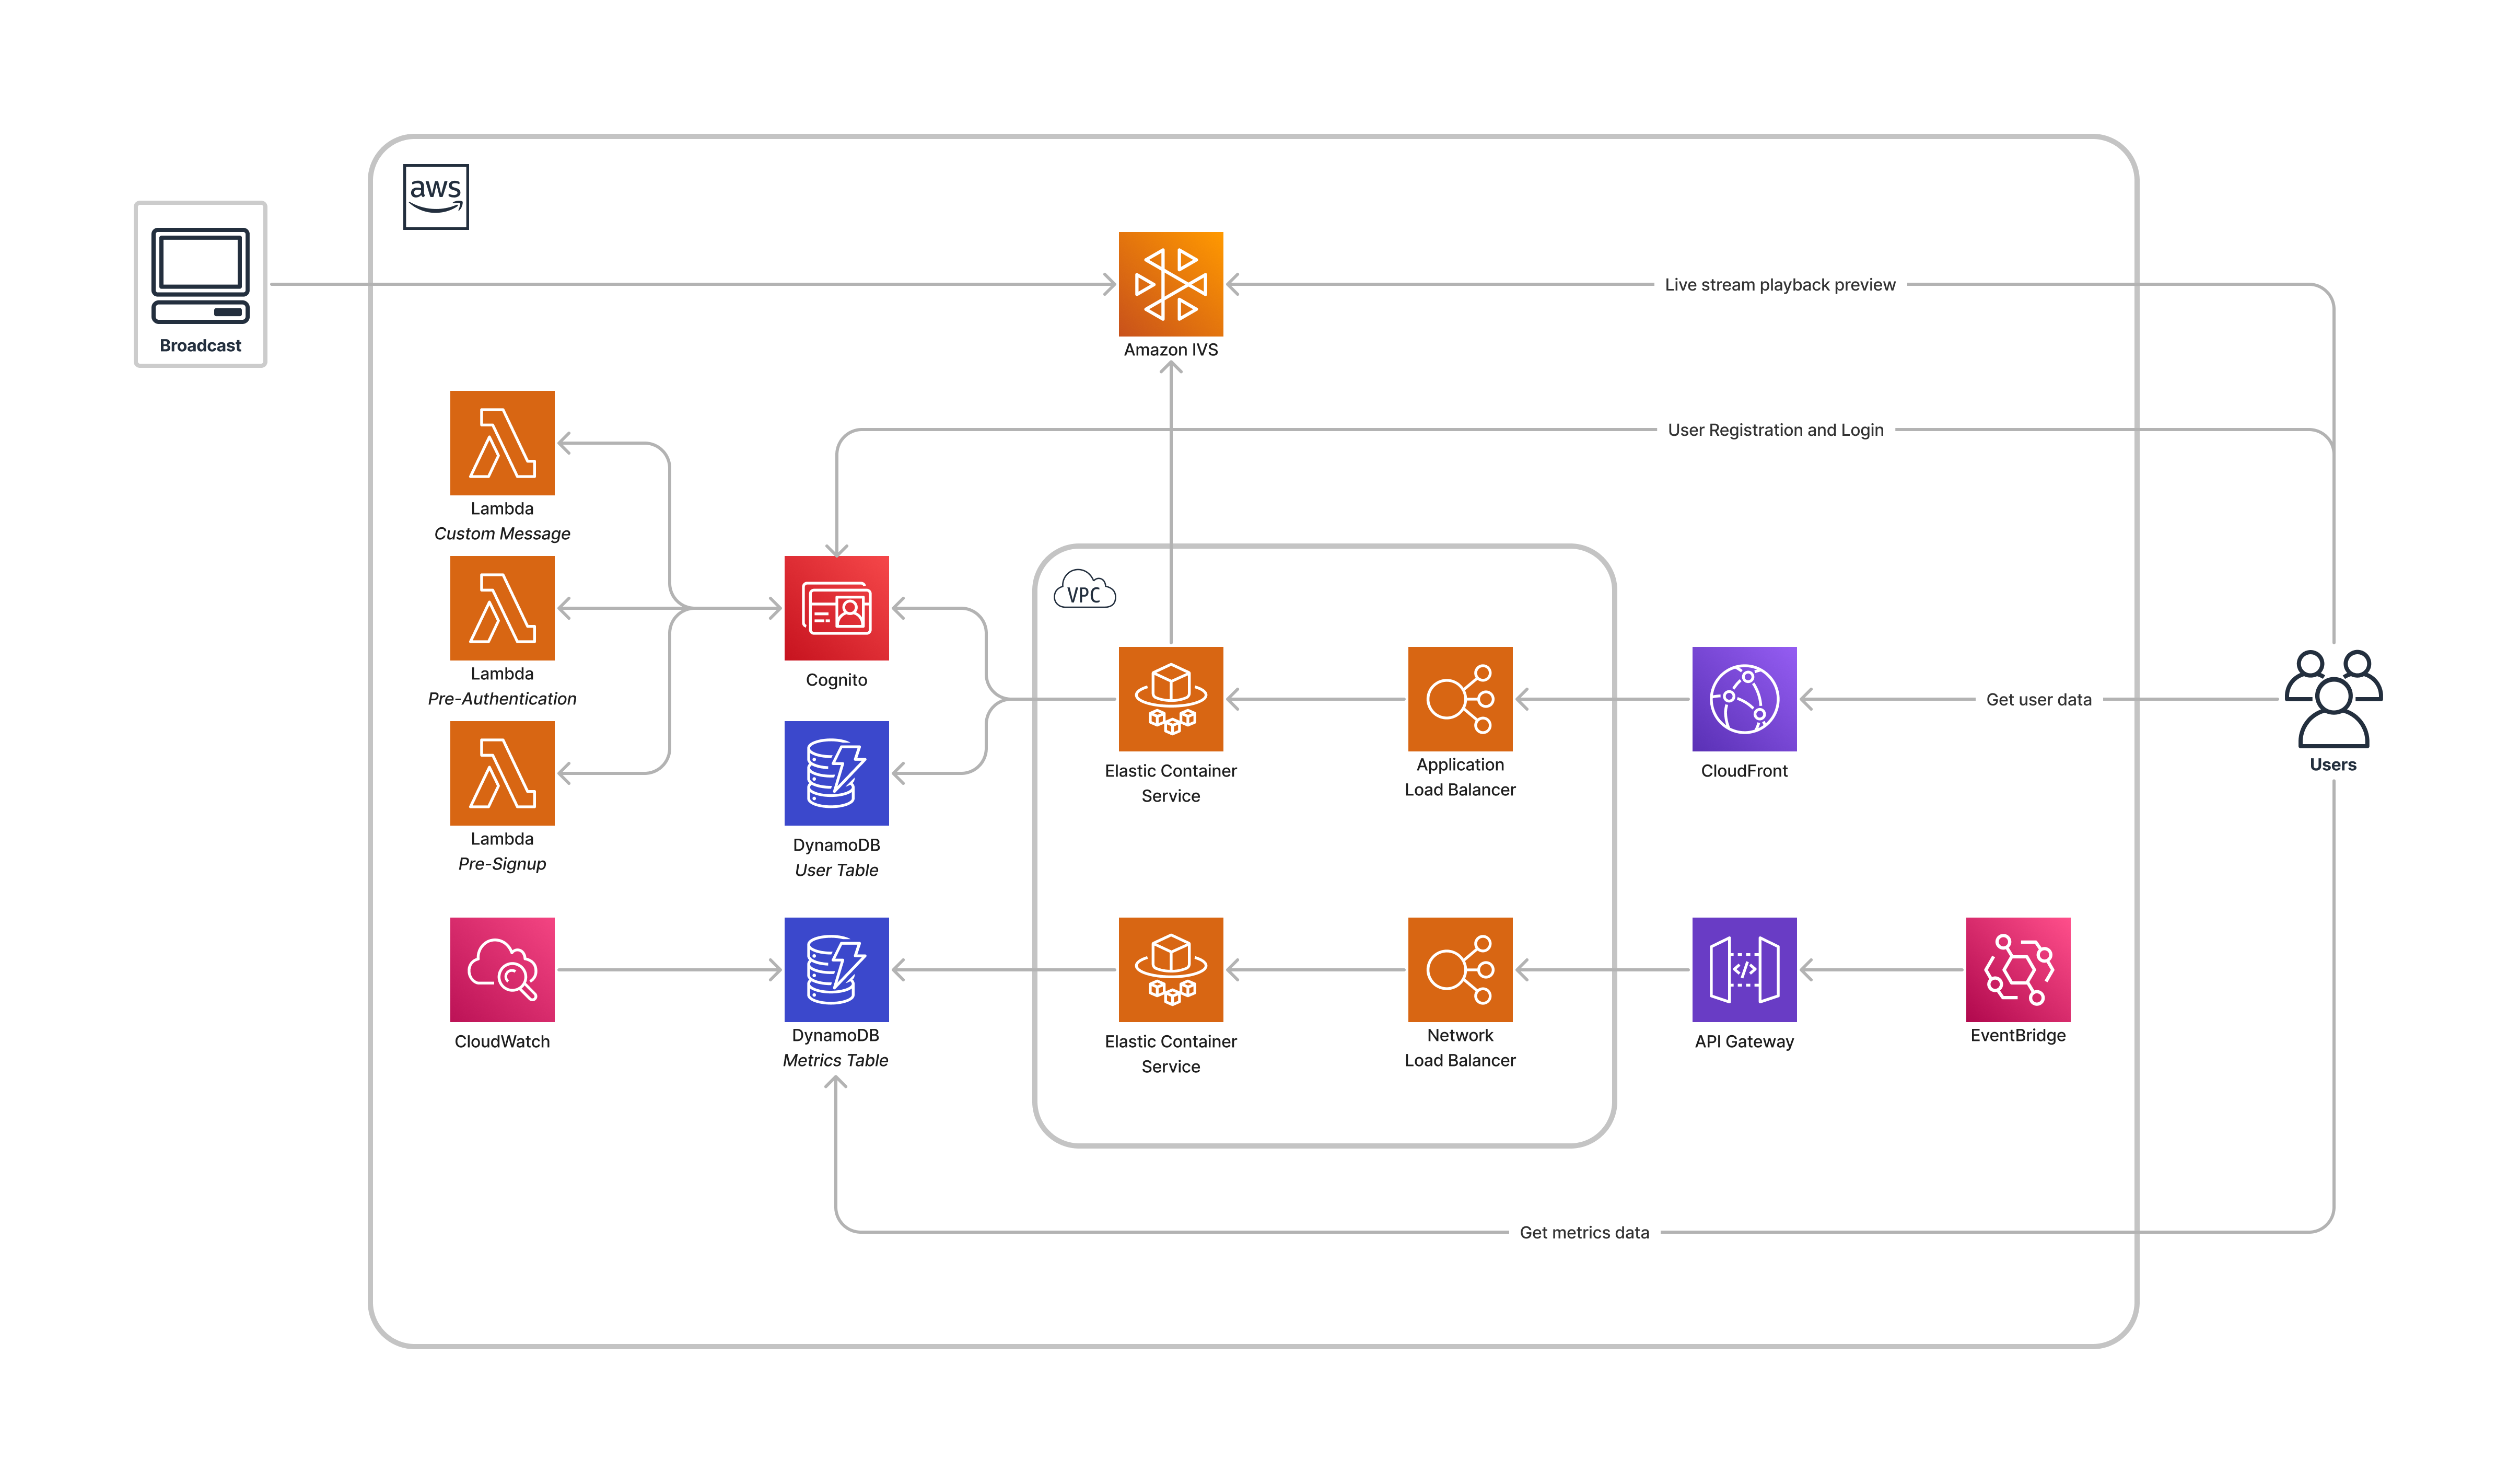 aws
Broadcast
Amazon IVS
Live stream playback preview
User Registration and Login
Lambda
Custom Message
Lambda
Pre-Authentication
Lambda
Pre-Signup
Cognito
DynamoDB
User Table
VPC
Elastic Container
Service
Application
Load Balancer
CloudFront
Get user data
Users
CloudWatch
DynamoDB
Metrics Table
Elastic Container
Service
Network
Load Balancer
API Gateway
EventBridge
Get metrics data